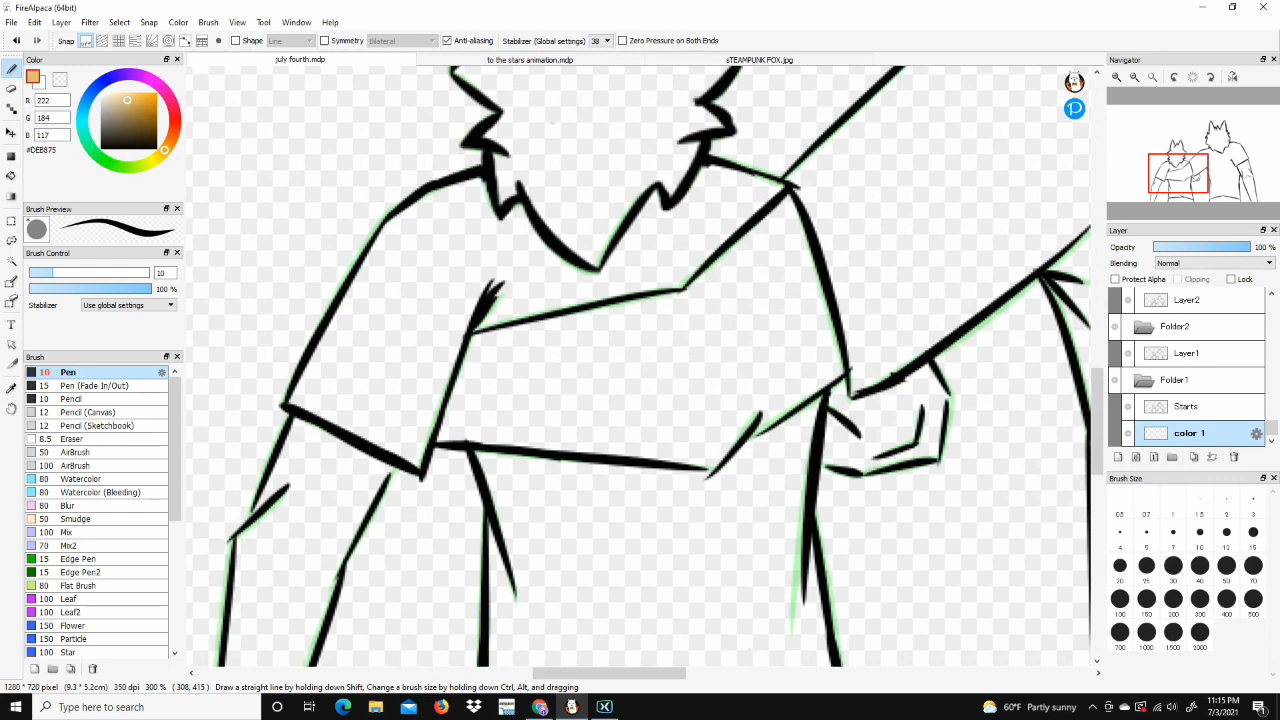 FireAlpaca (64bit)
File Edit Layer Filter Select Snap Color Brush View Tool Window Help
Snap Shape Line Symmetry Bilateral Anti-aliasing Stabilizer (Global settings) 38 Zero Pressure on Both Ends
Color
july fourth.mdp
to the stars animation.mdp
sTEAMPUNK FOX.jpg
Navigator
R 222
G 184
B 117
#DEB875
Brush Preview
Brush Control
10
100 %
Stabilizer Use global settings
Brush
10 Pen
15 Pen (Fade In/Out)
10 Pencil
12 Pencil (Canvas)
12 Pencil (Sketchbook)
8.5 Eraser
50 AirBrush
100 AirBrush
80 Watercolor
80 Watercolor (Bleeding)
80 Blur
50 Smudge
100 Mix
70 Mix2
15 Edge Pen
15 Edge Pen2
80 Flat Brush
100 Leaf
100 Leaf2
150 Flower
150 Particle
150 Star
Layer
Opacity 100 %
Blending Normal
Protect Alpha Clipping Lock
Layer2
Folder2
Layer1
Folder1
Starts
color 1
Brush Size
0.5 0.7 1 1.5 2 3
4 5 7 10 12 15
20 25 30 40 50 70
100 150 200 300 400 500
700 1000 1500 2000
1280 * 720 pixel (9.3 * 5.2cm) 350 dpi 300 % ( 308, 415 ) Draw a straight line by holding down Shift, Change a brush size by holding down Ctrl, Alt, and dragging
Type here to search
60°F Partly sunny
11:15 PM
7/3/2021